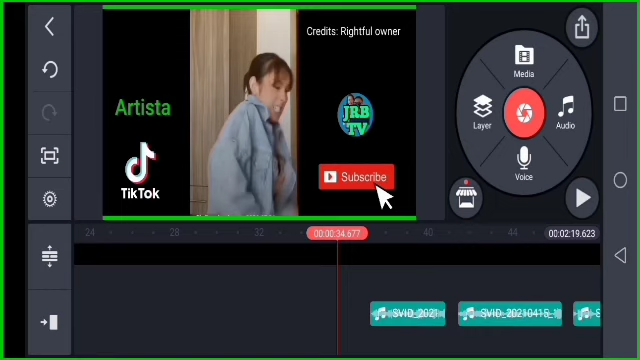 Credits: Rightful owner
Artista
JRB
TV
TikTok
Subscribe
Media
Layer
Audio
Voice
24
28
32
00:00:34.677
40
44
00:02:19.623
SVID_2021
SVID_20210415_1
S